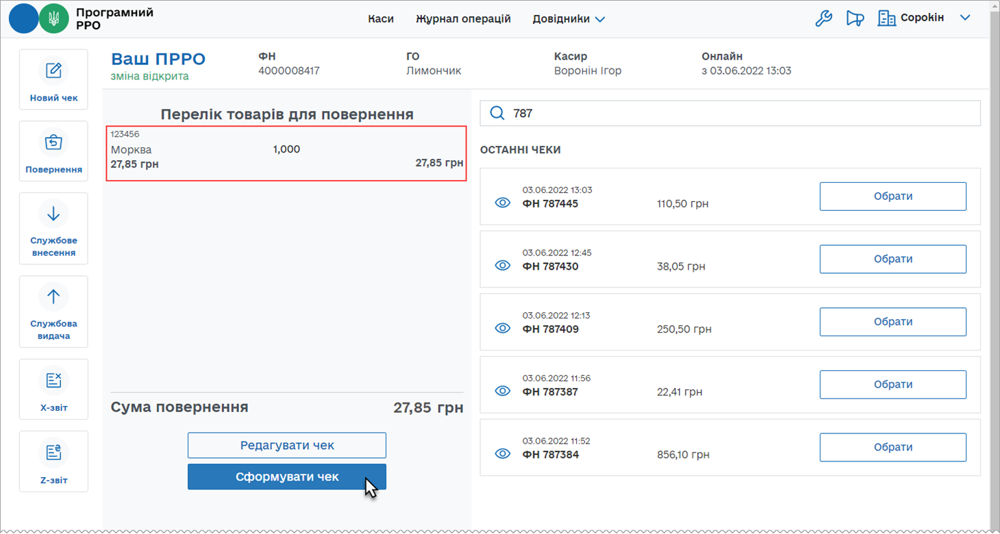 Програмний
РРО
Каси
Журнал операцій
Довідники
Сорокін
Новий чек
Повернення
Службове
внесення
Службова
видача
X-звіт
Z-звіт
Ваш ПРРО
зміна відкрита
ФН
4000008417
ГО
Лимончик
Касир
Воронін Ігор
Онлайн
з 03.06.2022 13:03
Перелік товарів для повернення
123456
Морква
1,000
27,85 грн
27,85 грн
Сума повернення
27,85 грн
Редагувати чек
Сформувати чек
787
ОСТАННІ ЧЕКИ
03.06.2022 13:03
ФН 787445
110,50 грн
Обрати
03.06.2022 12:45
ФН 787430
38,05 грн
Обрати
03.06.2022 12:13
ФН 787409
250,50 грн
Обрати
03.06.2022 11:56
ФН 787387
22,41 грн
Обрати
03.06.2022 11:52
ФН 787384
856,10 грн
Обрати